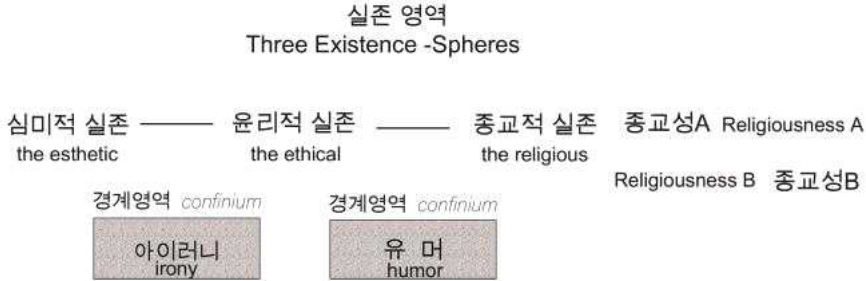 실존 영역
Three Existence -Spheres
심미적 실존 윤리적 실존 종교적 실존 종교성A Religiousness A
the esthetic the ethical the religious
Religiousness B 종교성B
경계영역 confinium 경계영역 confinium
아이러니 유 머
irony humor